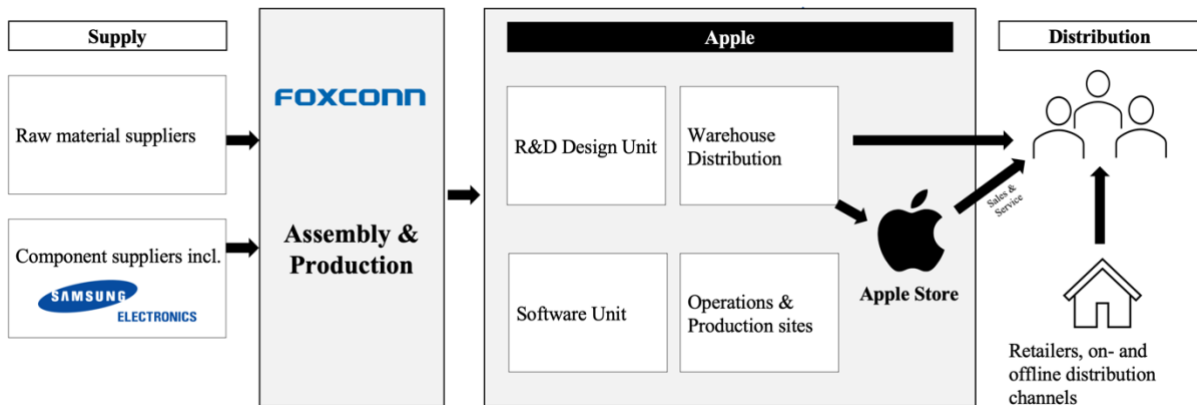 Supply
Raw material suppliers
Component suppliers incl.
SAMSUNG
ELECTRONICS
FOXCONN
Assembly &
Production
Apple
R&D Design Unit
Warehouse
Distribution
Software Unit
Operations &
Production sites
Apple Store
Sales &
Service
Distribution
Retailers, on- and
offline distribution
channels